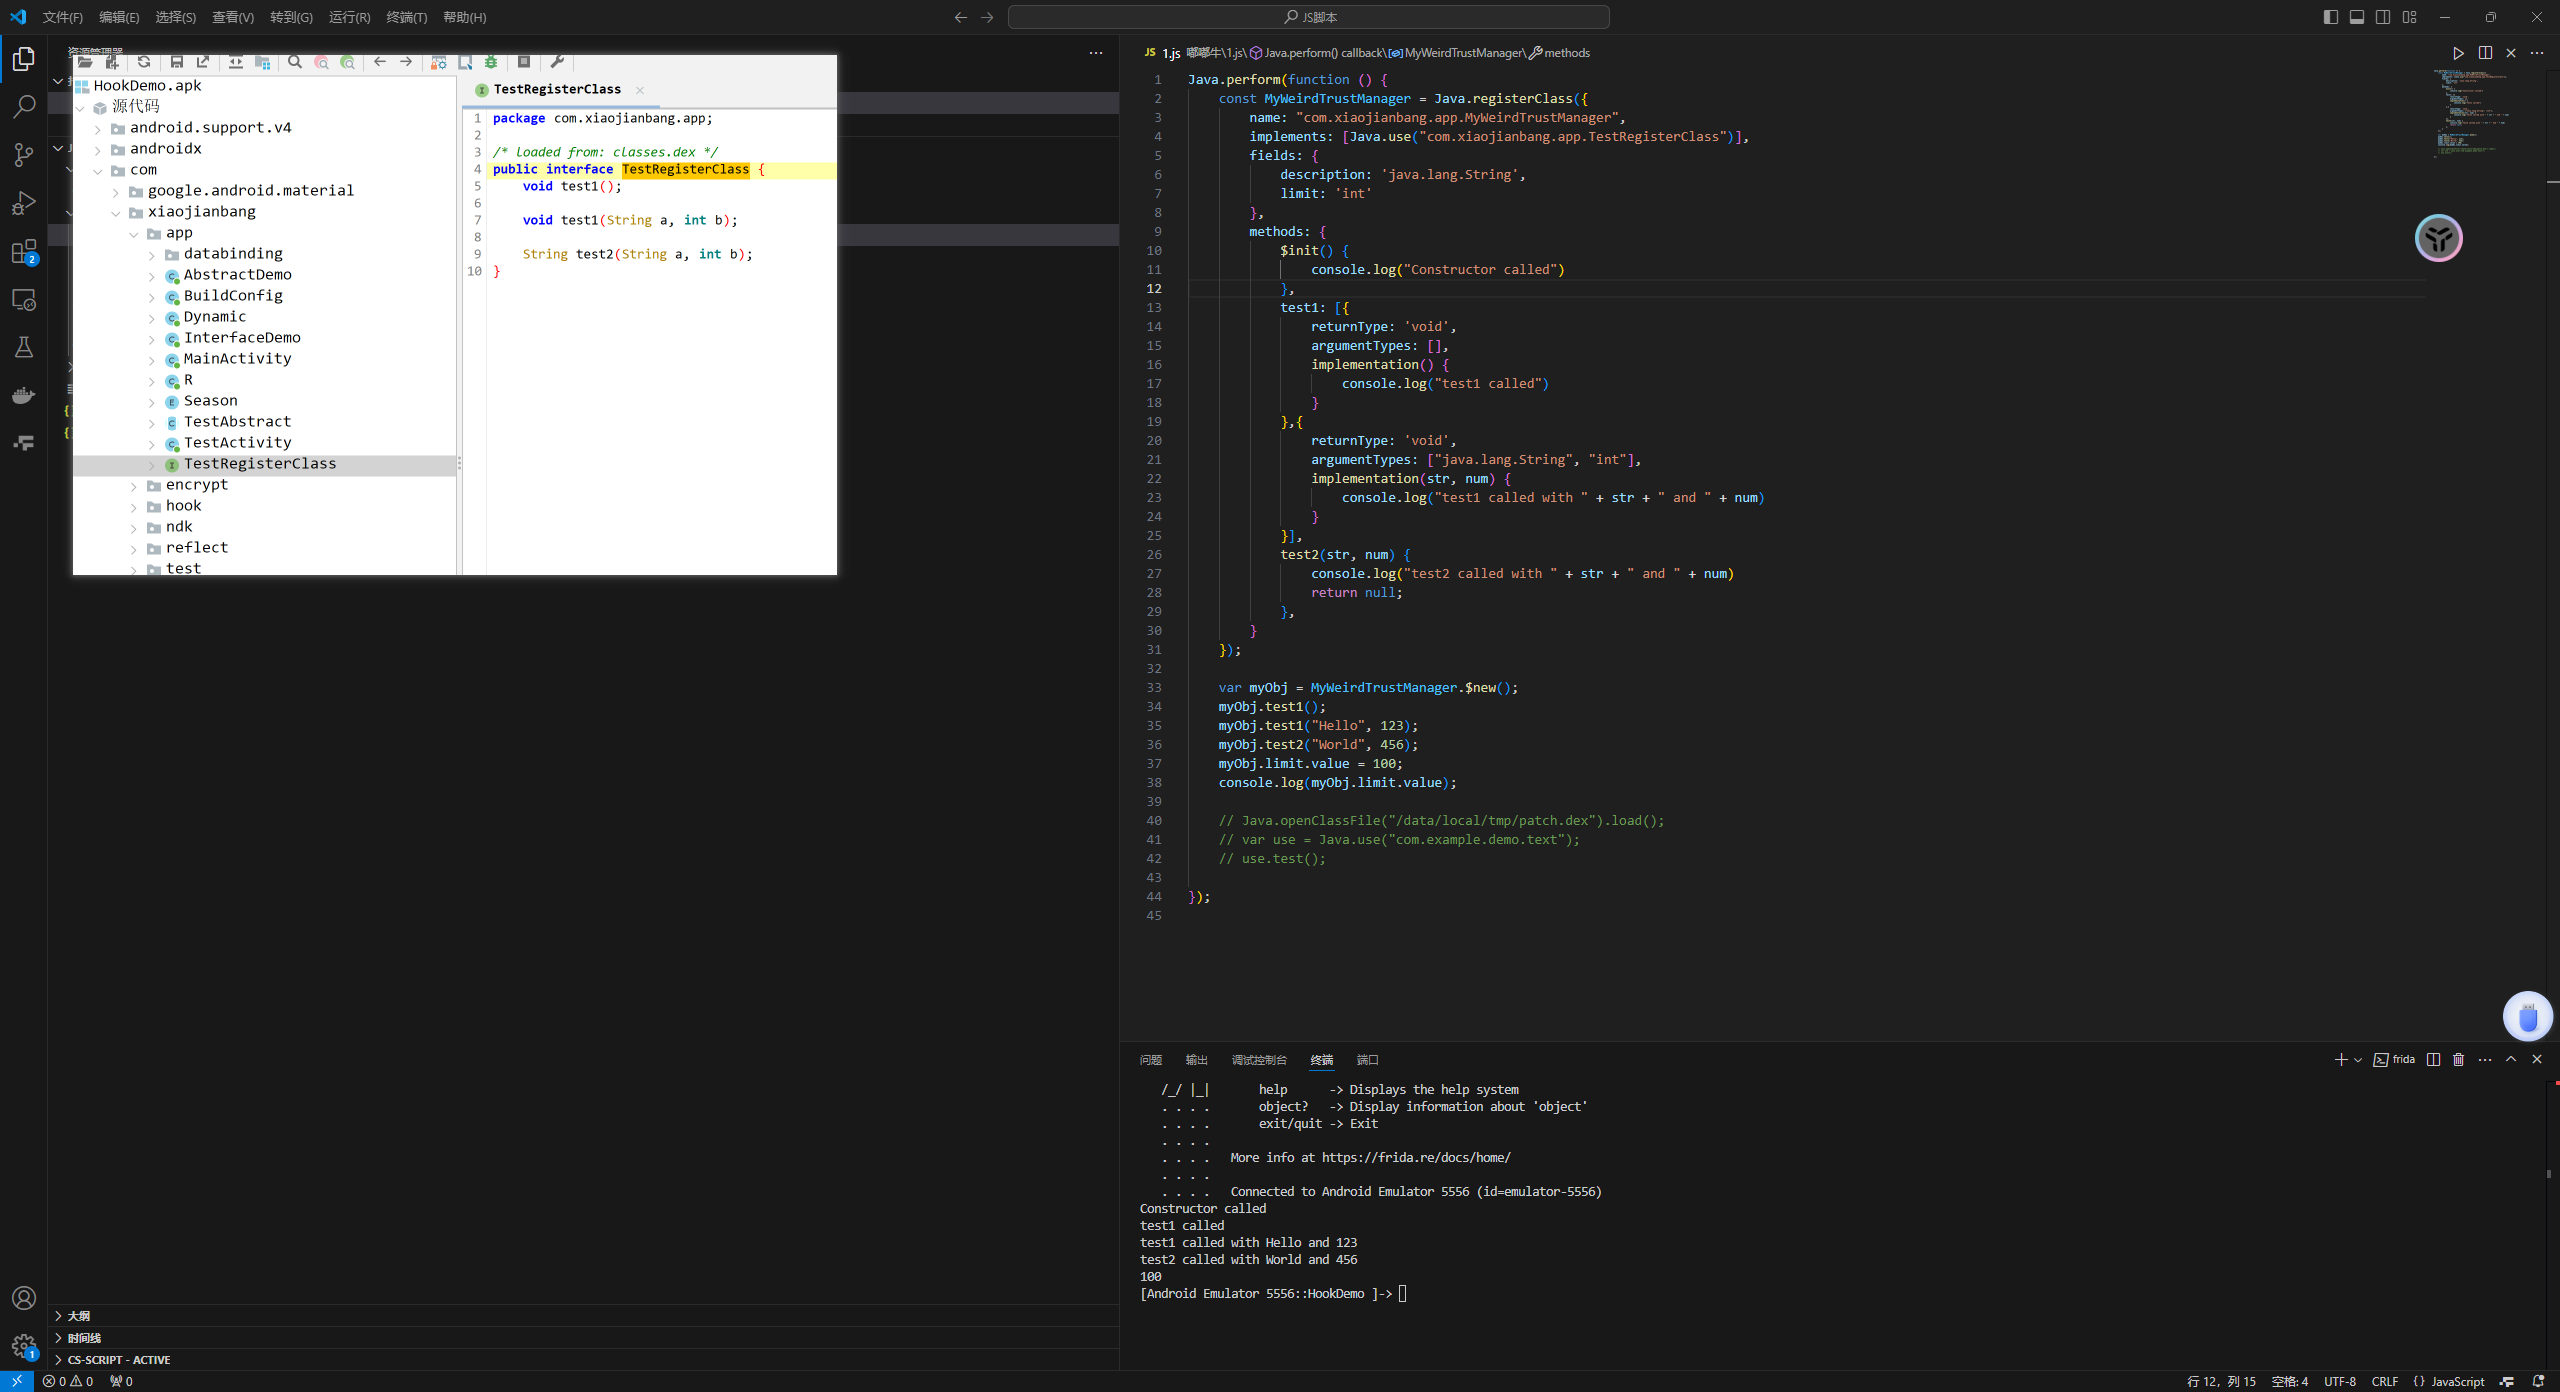 文件(F) 编辑(E) 选择(S) 查看(V) 转到(G) 运行(R) 终端(T) 帮助(H)
JS脚本
资源管理器
HookDemo.apk
源代码
android.support.v4
androidx
com
google.android.material
xiaojianbang
app
databinding
AbstractDemo
BuildConfig
Dynamic
InterfaceDemo
MainActivity
R
Season
TestAbstract
TestActivity
TestRegisterClass
encrypt
hook
ndk
reflect
test
TestRegisterClass
1 package com.xiaojianbang.app;
2
3 /* loaded from: classes.dex */
4 public interface TestRegisterClass {
5 void test1();
6
7 void test1(String a, int b);
8
9 String test2(String a, int b);
10 }
大纲
时间线
CS-SCRIPT - ACTIVE
JS 1.js 嘟嘟牛\1.js\Java.perform() callback\MyWeirdTrustManager\methods
1 Java.perform(function () {
2 const MyWeirdTrustManager = Java.registerClass({
3 name: "com.xiaojianbang.app.MyWeirdTrustManager",
4 implements: [Java.use("com.xiaojianbang.app.TestRegisterClass")],
5 fields: {
6 description: 'java.lang.String',
7 limit: 'int'
8 },
9 methods: {
10 $init() {
11 console.log("Constructor called")
12 },
13 test1: [{
14 returnType: 'void',
15 argumentTypes: [],
16 implementation() {
17 console.log("test1 called")
18 }
19 },{
20 returnType: 'void',
21 argumentTypes: ["java.lang.String", "int"],
22 implementation(str, num) {
23 console.log("test1 called with " + str + " and " + num)
24 }
25 }],
26 test2(str, num) {
27 console.log("test2 called with " + str + " and " + num)
28 return null;
29 },
30 }
31 });
32
33 var myObj = MyWeirdTrustManager.$new();
34 myObj.test1();
35 myObj.test1("Hello", 123);
36 myObj.test2("World", 456);
37 myObj.limit.value = 100;
38 console.log(myObj.limit.value);
39
40 // Java.openClassFile("/data/local/tmp/patch.dex").load();
41 // var use = Java.use("com.example.demo.text");
42 // use.test();
43
44 });
45
问题 输出 调试控制台 终端 端口
frida
/_/ |_| help -> Displays the help system
. . . . object? -> Display information about 'object'
. . . . exit/quit -> Exit
. . . .
. . . . More info at https://frida.re/docs/home/
. . . .
. . . . Connected to Android Emulator 5556 (id=emulator-5556)
Constructor called
test1 called
test1 called with Hello and 123
test2 called with World and 456
100
[Android Emulator 5556::HookDemo ]->
2
1
0 0 0
行 12, 列 15 空格: 4 UTF-8 CRLF {} JavaScript